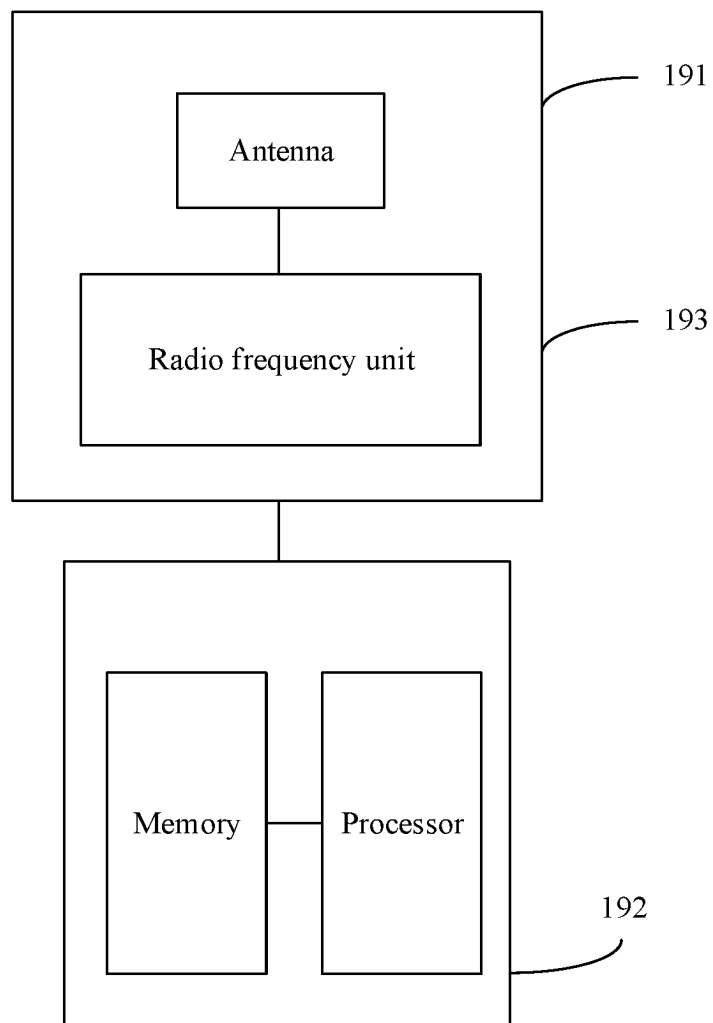 191
Antenna
193
Radio frequency unit
Memory
Processor
192